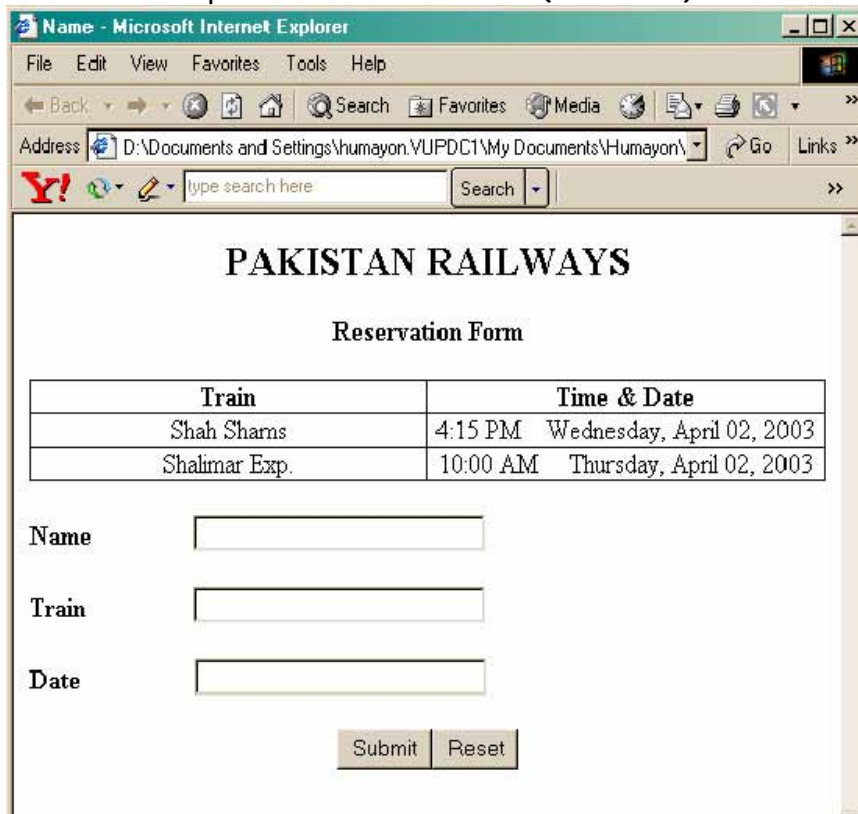 Name - Microsoft Internet Explorer
File Edit View Favorites Tools Help
Back Search Favorites Media
Address D:\Documents and Settings\humayon.VUPDC1\My Documents\Humayon\ Go Links »
Y! type search here Search »
PAKISTAN RAILWAYS
Reservation Form
Train Time & Date
Shah Shams 4:15 PM Wednesday, April 02, 2003
Shalimar Exp. 10:00 AM Thursday, April 02, 2003
Name
Train
Date
Submit Reset